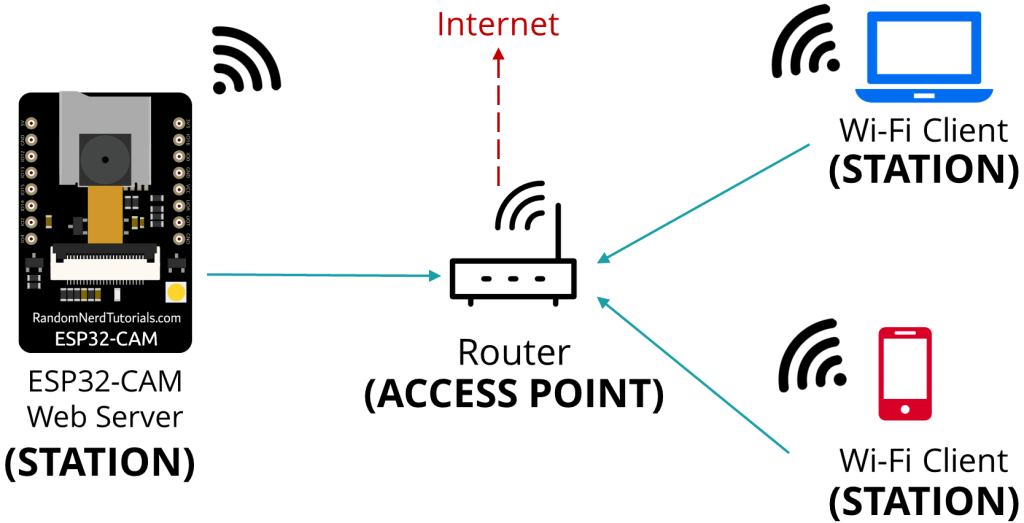 Internet
RandomNerdTutorials.com
ESP32-CAM
ESP32-CAM
Web Server
(STATION)
Router
(ACCESS POINT)
Wi-Fi Client
(STATION)
Wi-Fi Client
(STATION)